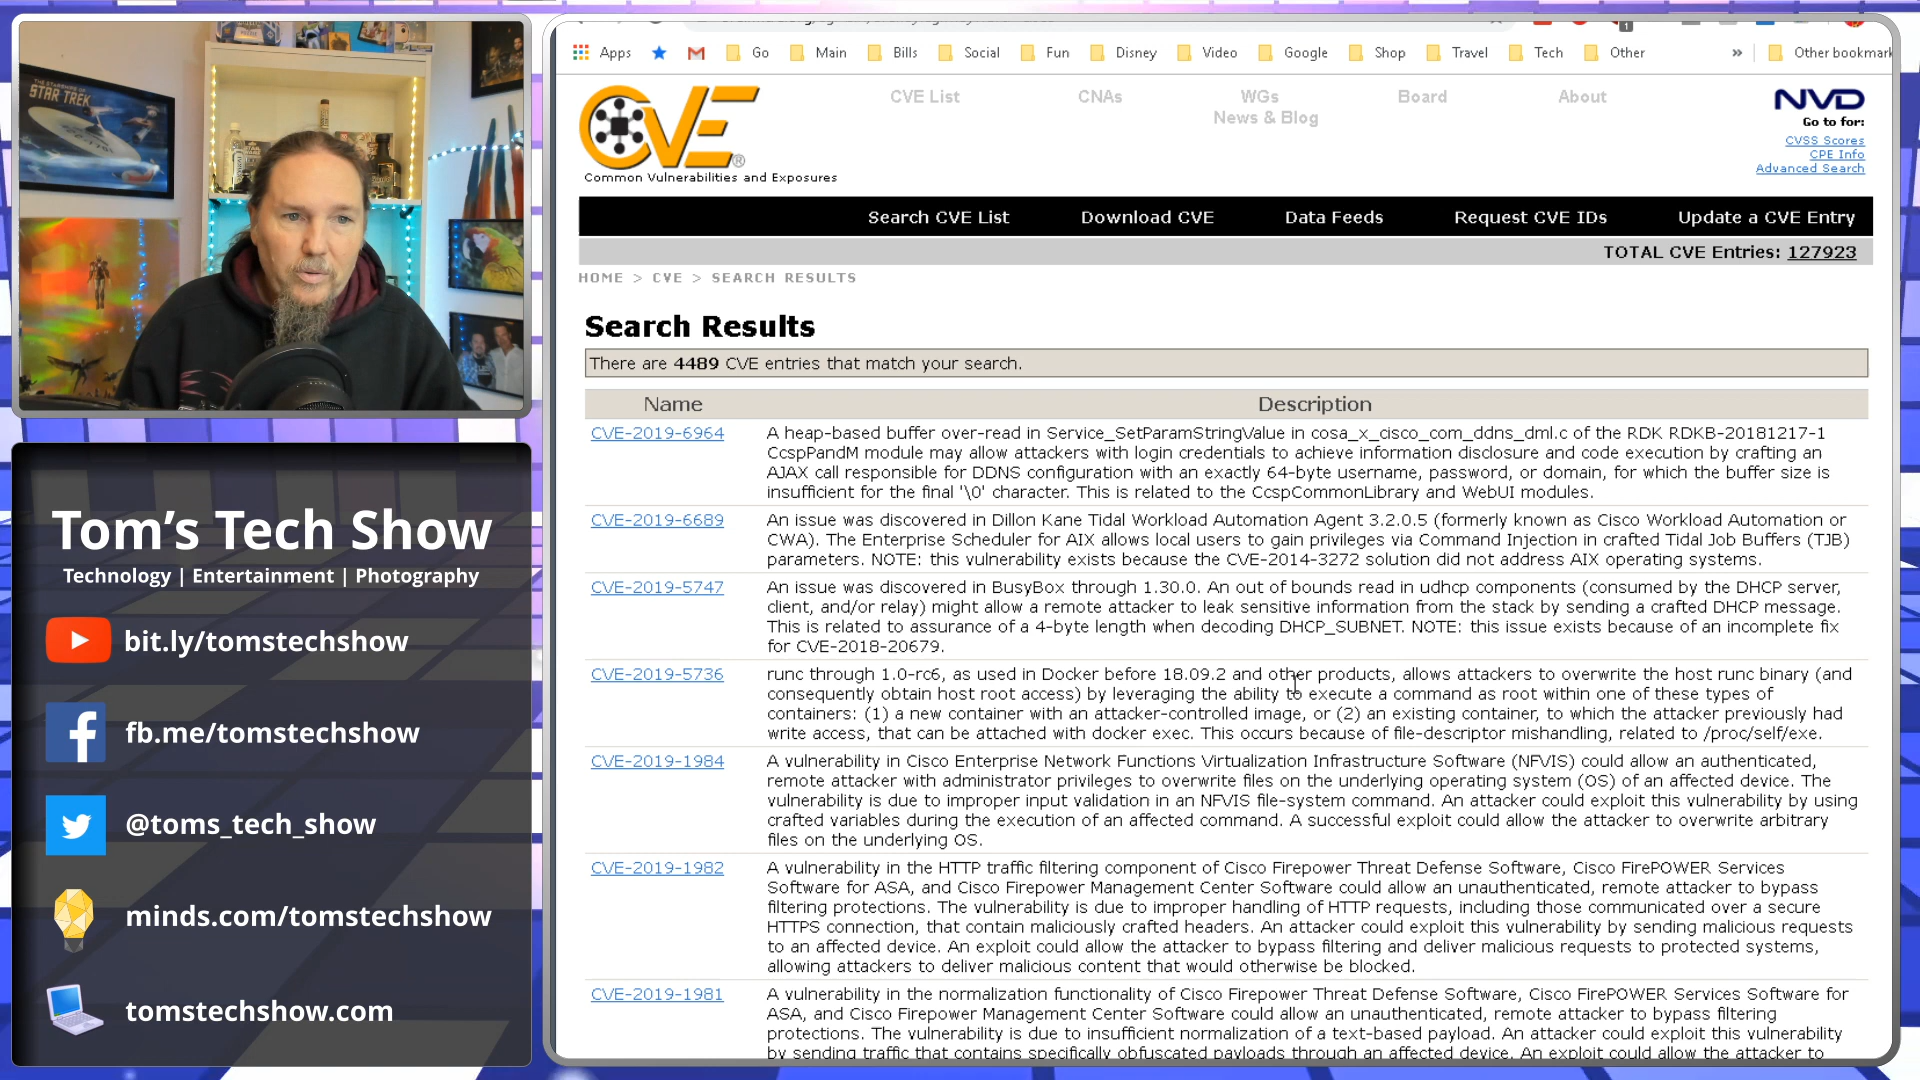 STAR TREK
Tom's Tech Show
Technology | Entertainment | Photography
bit.ly/tomstechshow
fb.me/tomstechshow
@toms_tech_show
minds.com/tomstechshow
tomstechshow.com
Apps
Go
Main
Bills
Social
Fun
Disney
Video
Google
Shop
Travel
Tech
Other
»
Other bookmark
CVE®
Common Vulnerabilities and Exposures
CVE List
CNAs
WGs
Board
About
News & Blog
NVD
Go to for:
CVSS Scores
CPE Info
Advanced Search
Search CVE List
Download CVE
Data Feeds
Request CVE IDs
Update a CVE Entry
TOTAL CVE Entries: 127923
HOME > CVE > SEARCH RESULTS
Search Results
There are 4489 CVE entries that match your search.
Name
Description
CVE-2019-6964
A heap-based buffer over-read in Service_SetParamStringValue in cosa_x_cisco_com_ddns_dml.c of the RDK RDKB-20181217-1
CcspPandM module may allow attackers with login credentials to achieve information disclosure and code execution by crafting an
AJAX call responsible for DDNS configuration with an exactly 64-byte username, password, or domain, for which the buffer size is
insufficient for the final '\0' character. This is related to the CcspCommonLibrary and WebUI modules.
CVE-2019-6689
An issue was discovered in Dillon Kane Tidal Workload Automation Agent 3.2.0.5 (formerly known as Cisco Workload Automation or
CWA). The Enterprise Scheduler for AIX allows local users to gain privileges via Command Injection in crafted Tidal Job Buffers (TJB)
parameters. NOTE: this vulnerability exists because the CVE-2014-3272 solution did not address AIX operating systems.
CVE-2019-5747
An issue was discovered in BusyBox through 1.30.0. An out of bounds read in udhcp components (consumed by the DHCP server,
client, and/or relay) might allow a remote attacker to leak sensitive information from the stack by sending a crafted DHCP message.
This is related to assurance of a 4-byte length when decoding DHCP_SUBNET. NOTE: this issue exists because of an incomplete fix
for CVE-2018-20679.
CVE-2019-5736
runc through 1.0-rc6, as used in Docker before 18.09.2 and other products, allows attackers to overwrite the host runc binary (and
consequently obtain host root access) by leveraging the ability to execute a command as root within one of these types of
containers: (1) a new container with an attacker-controlled image, or (2) an existing container, to which the attacker previously had
write access, that can be attached with docker exec. This occurs because of file-descriptor mishandling, related to /proc/self/exe.
CVE-2019-1984
A vulnerability in Cisco Enterprise Network Functions Virtualization Infrastructure Software (NFVIS) could allow an authenticated,
remote attacker with administrator privileges to overwrite files on the underlying operating system (OS) of an affected device. The
vulnerability is due to improper input validation in an NFVIS file-system command. An attacker could exploit this vulnerability by using
crafted variables during the execution of an affected command. A successful exploit could allow the attacker to overwrite arbitrary
files on the underlying OS.
CVE-2019-1982
A vulnerability in the HTTP traffic filtering component of Cisco Firepower Threat Defense Software, Cisco FirePOWER Services
Software for ASA, and Cisco Firepower Management Center Software could allow an unauthenticated, remote attacker to bypass
filtering protections. The vulnerability is due to improper handling of HTTP requests, including those communicated over a secure
HTTPS connection, that contain maliciously crafted headers. An attacker could exploit this vulnerability by sending malicious requests
to an affected device. An exploit could allow the attacker to bypass filtering and deliver malicious requests to protected systems,
allowing attackers to deliver malicious content that would otherwise be blocked.
CVE-2019-1981
A vulnerability in the normalization functionality of Cisco Firepower Threat Defense Software, Cisco FirePOWER Services Software for
ASA, and Cisco Firepower Management Center Software could allow an unauthenticated, remote attacker to bypass filtering
protections. The vulnerability is due to insufficient normalization of a text-based payload. An attacker could exploit this vulnerability
by sending traffic that contains specifically obfuscated payloads through an affected device. An exploit could allow the attacker to